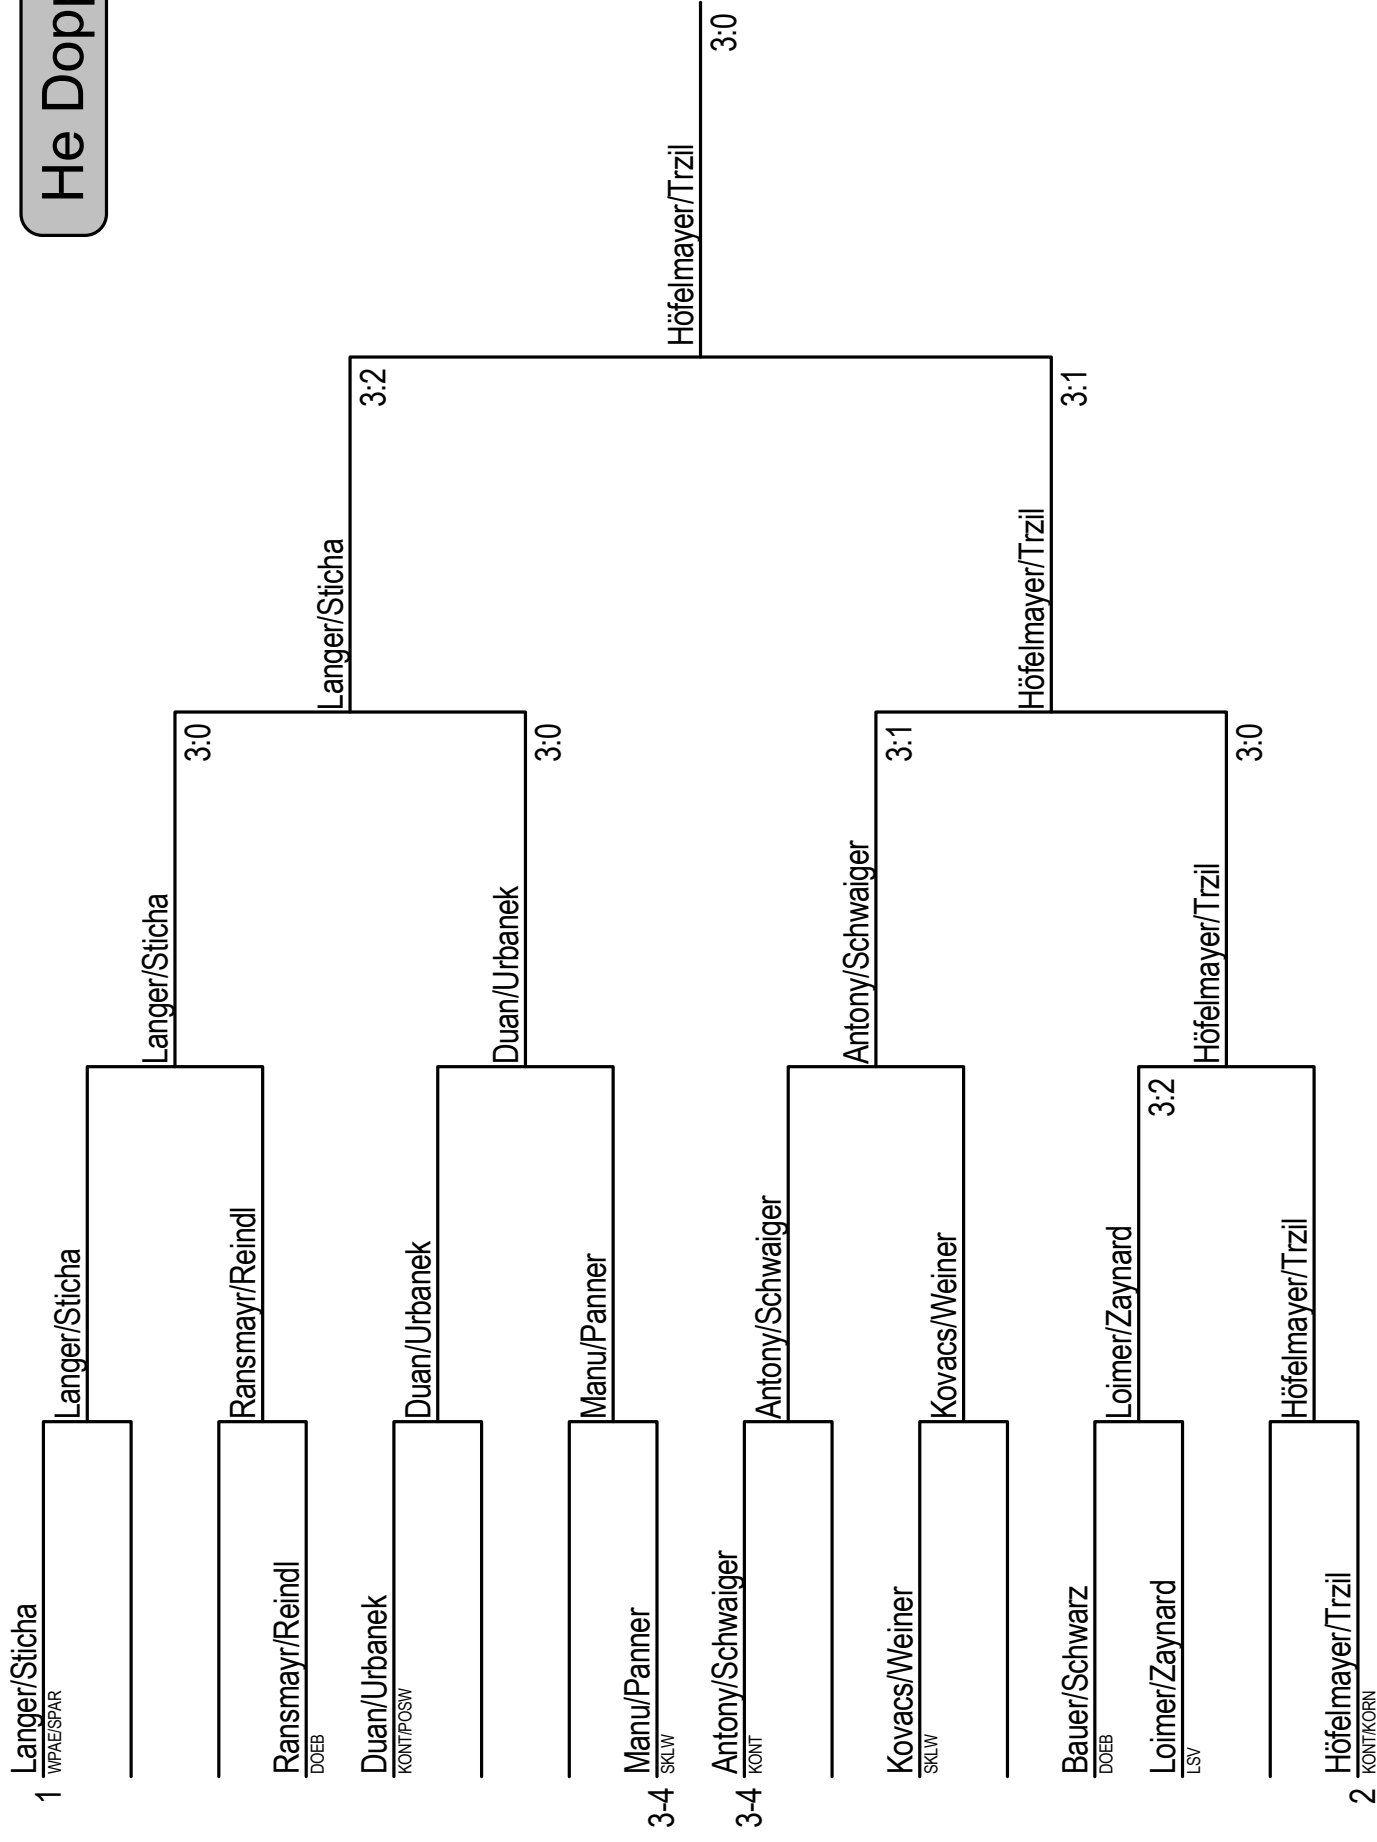 He Dopp
1
Langer/Sticha
WPAE/SPAR
Ransmayr/Reindl
DOEB
Duan/Urbanek
KONT/POSW
3-4
Manu/Panner
SKLW
3-4
Antony/Schwaiger
KONT
Kovacs/Weiner
SKLW
Bauer/Schwarz
DOEB
Loimer/Zaynard
LSV
2
Höfelmayer/Trzil
KONT/KORN
Langer/Sticha
Ransmayr/Reindl
Duan/Urbanek
Manu/Panner
Antony/Schwaiger
Kovacs/Weiner
Loimer/Zaynard
3:2
Höfelmayer/Trzil
Langer/Sticha
3:0
Duan/Urbanek
3:0
Antony/Schwaiger
3:1
Höfelmayer/Trzil
3:0
Langer/Sticha
3:2
Höfelmayer/Trzil
3:1
Höfelmayer/Trzil
3:0